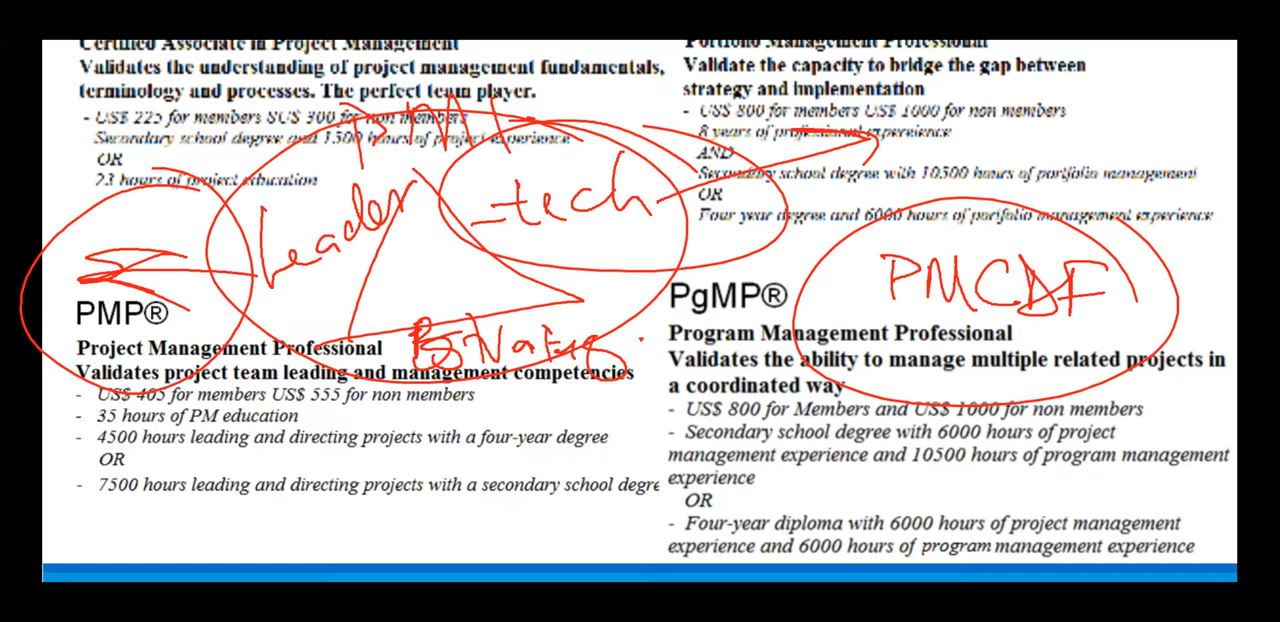 Certified Associate in Project Management
Validates the understanding of project management fundamentals,
terminology and processes. The perfect team player.
- US$ 225 for members
Secondary school degree and 1500 hours of project experience
OR
23 hours of project education
PMP®
Project Management Professional
Validates project team leading and management competencies
- US$ 405 for members US$ 555 for non members
- 35 hours of PM education
- 4500 hours leading and directing projects with a four-year degree
OR
- 7500 hours leading and directing projects with a secondary school degre
Portfolio Management Professional
Validate the capacity to bridge the gap between
strategy and implementation
- US$ 800 for members US$ 1000 for non members
8 years of professional expereience
AND
Secondary school degree with 10500 hours of portfolio management
OR
Four year degree and 6000 hours of portfolio management experience
PgMP®
Program Management Professional
Validates the ability to manage multiple related projects in
a coordinated way
- US$ 800 for Members and US$ 1000 for non members
- Secondary school degree with 6000 hours of project
management experience and 10500 hours of program management
experience
OR
- Four-year diploma with 6000 hours of project management
experience and 6000 hours of program management experience
PMI
Leader
tech
PMCDF